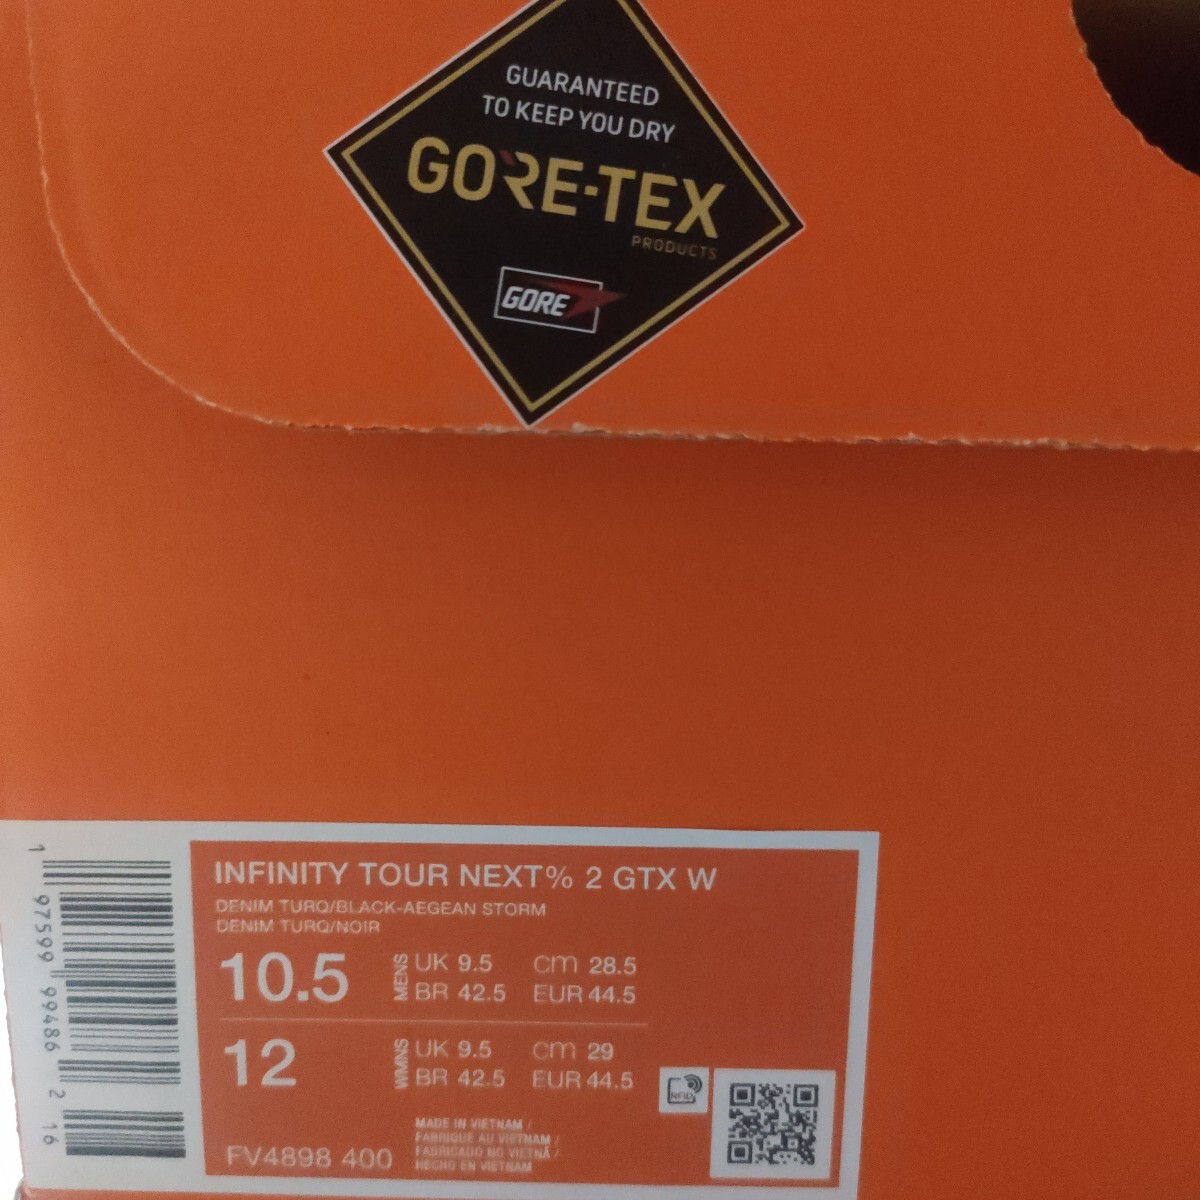 GUARANTEED
TO KEEP YOU DRY
GORE-TEX
PRODUCTS
GORE
INFINITY TOUR NEXT% 2 GTX W
DENIM TURQ/BLACK-AEGEAN STORM
DENIM TURQ/NOIR
10.5 MENS UK 9.5 cm 28.5
BR 42.5 EUR 44.5
12 WMNS UK 9.5 cm 29
BR 42.5 EUR 44.5
RFID
FV4898 400
MADE IN VIETNAM /
FABRIQUÉ AU VIETNAM /
FABRICADO NO VIETNÃ /
HECHO EN VIETNAM
1 97599 99486 2 16